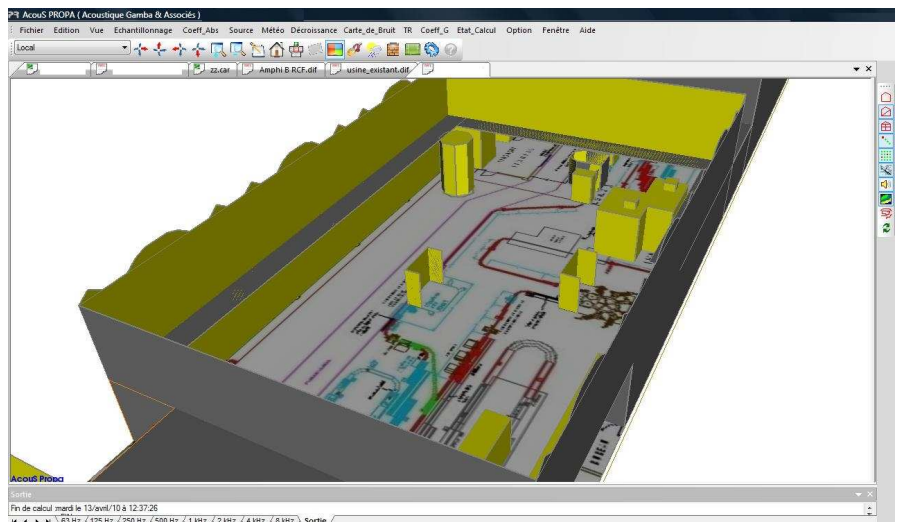 AcouS PROPA ( Acoustique Gamba & Associés )
Fichier Edition Vue Echantillonnage Coeff_Abs Source Météo Décroissance Carte_de_Bruit TR Coeff_G Etat_Calcul Option Fenêtre Aide
Local
zz.car Amphi B RCF.dif usine_existant.dif
AcouS Propa
Sortie
Fin de calcul :mardi le 13/avril/10 à 12:37:26
63 Hz 125 Hz 250 Hz 500 Hz 1 kHz 2 kHz 4 kHz 8 kHz Sortie